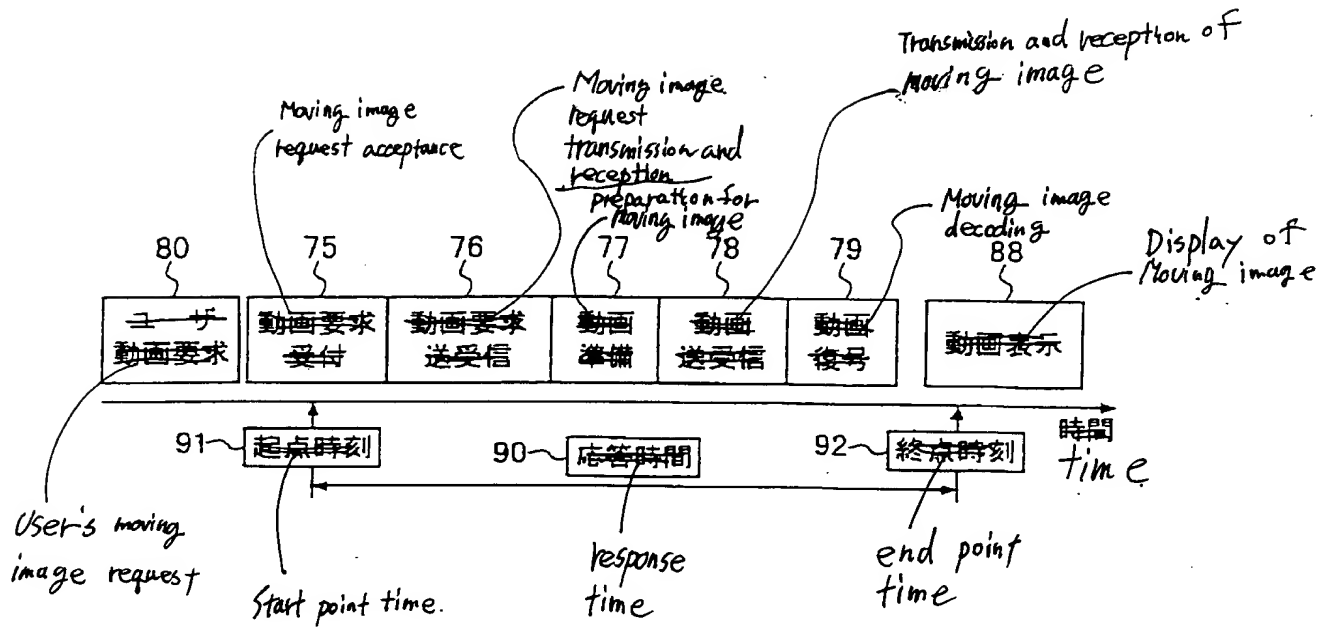 Transmission and reception of
moving image
Moving image
request acceptance
Moving image
request
transmission and
reception
preparation for
moving image
Moving image
decoding
Display of
Moving image
80
75
76
77
78
79
88
ユーザ
動画要求
動画要求
受付
動画要求
送受信
動画
準備
動画
送受信
動画
復号
動画表示
91
起点時刻
90
応答時間
92
終点時刻
時間
time
User's moving
image request
Start point time.
response
time
end point
time